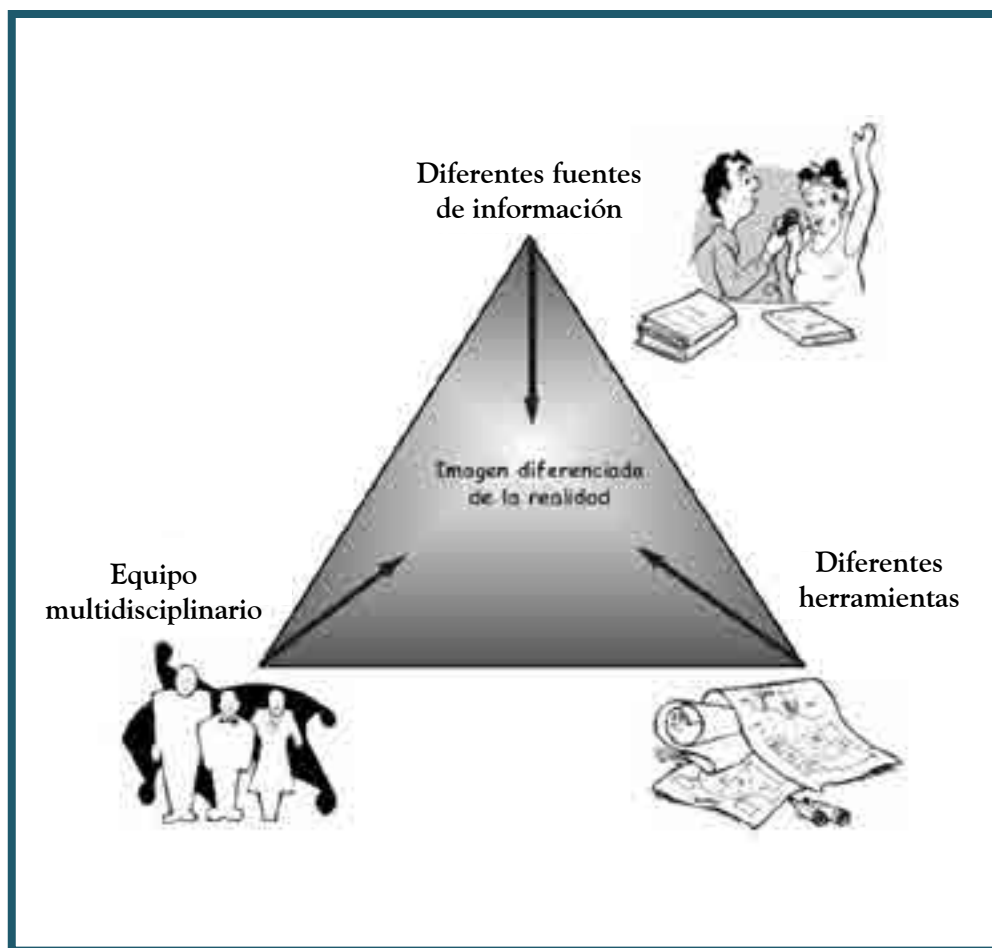 Diferentes fuentes
de información
Imagen diferenciada
de la realidad
Equipo
multidisciplinario
Diferentes
herramientas